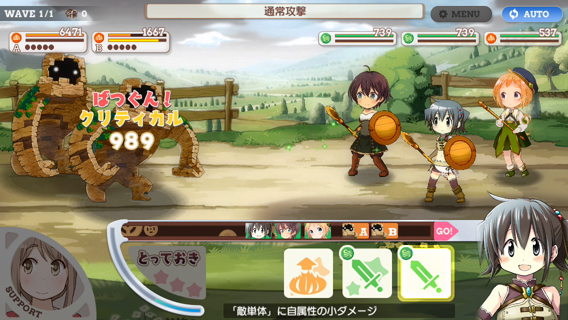 WAVE 1/1
0
通常攻撃
MENU
AUTO
6471
A
1667
B
739
739
537
ばつぐん!
クリティカル
989
A
B
GO!
SUPPORT
とっておき
「敵単体」に自属性の小ダメージ